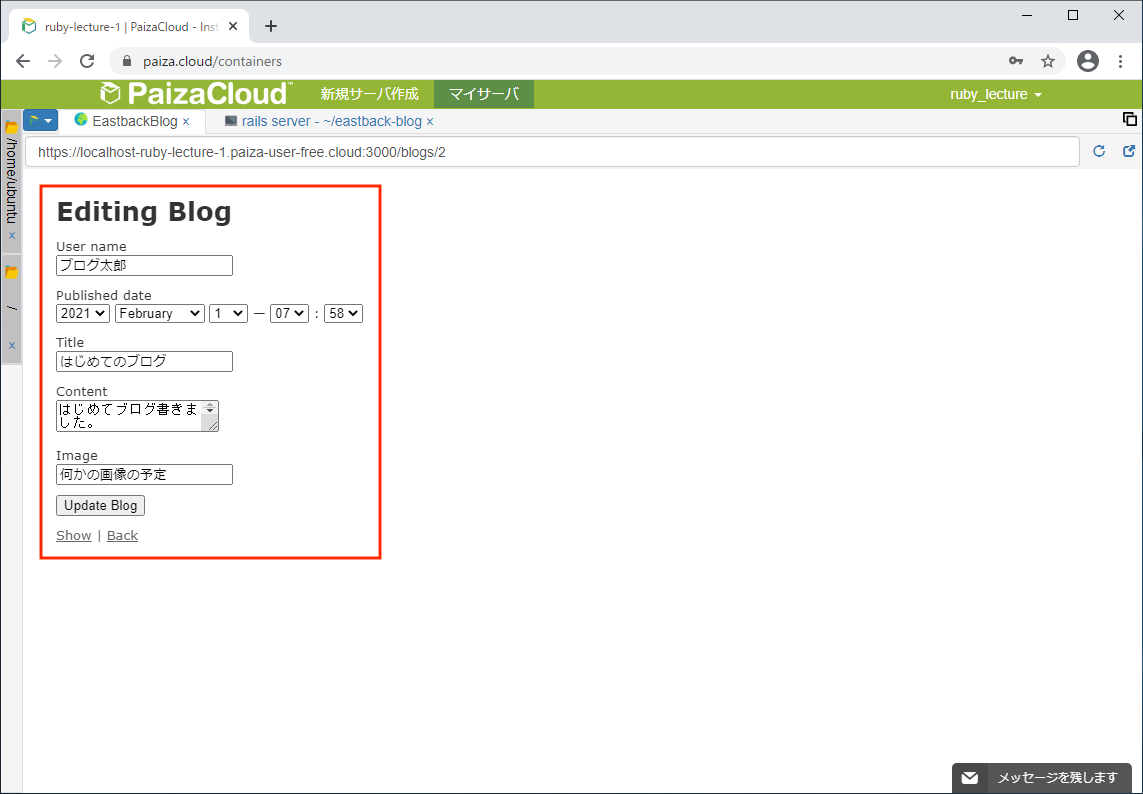 ruby-lecture-1 | PaizaCloud - Inst
paiza.cloud/containers
PaizaCloud™ 新規サーバ作成 マイサーバ ruby_lecture
EastbackBlog × rails server - ~/eastback-blog ×
https://localhost-ruby-lecture-1.paiza-user-free.cloud:3000/blogs/2
/home/ubuntu ×
/ ×
Editing Blog
User name
ブログ太郎
Published date
2021 February 1 — 07 : 58
Title
はじめてのブログ
Content
はじめてブログ書きま
した。
Image
何かの画像の予定
Update Blog
Show | Back
メッセージを残します